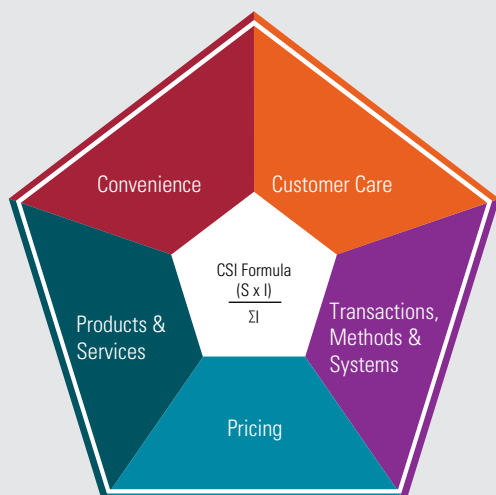 Convenience
Customer Care
CSI Formula
(S x I)
ΣI
Products &
Services
Transactions,
Methods &
Systems
Pricing